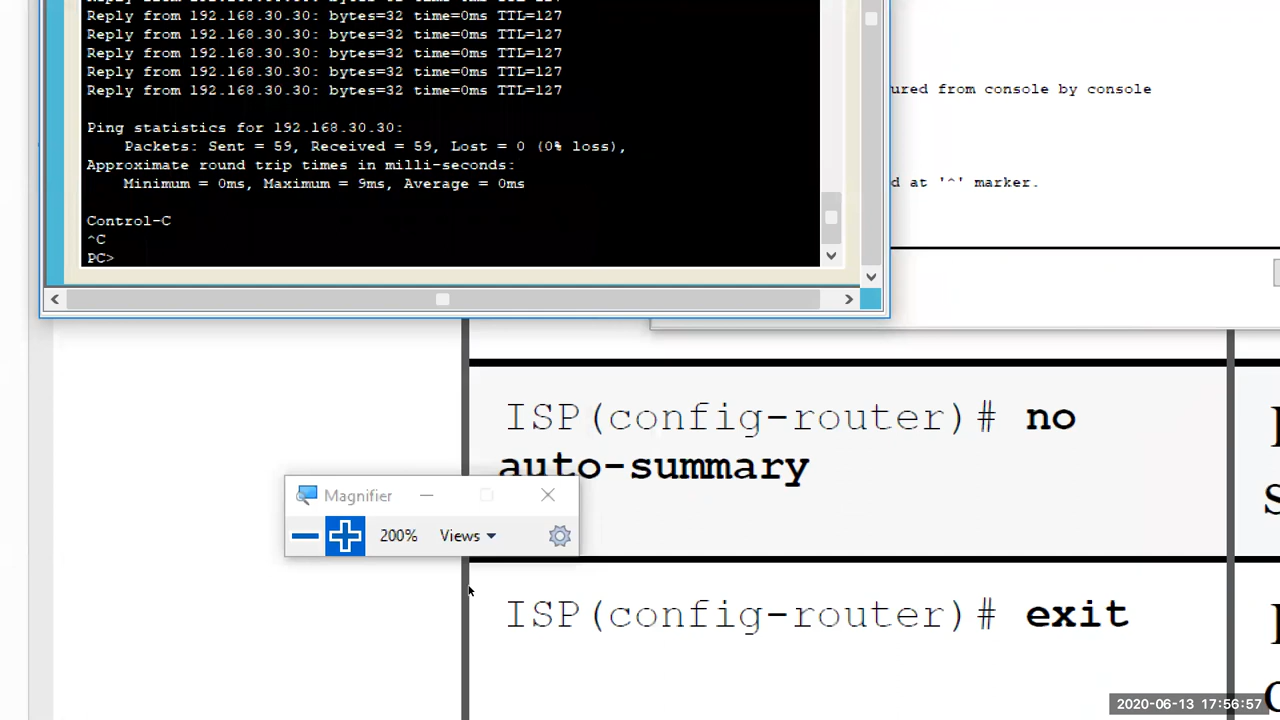 Reply from 192.168.30.30: bytes=32 time=0ms TTL=127
Reply from 192.168.30.30: bytes=32 time=0ms TTL=127
Reply from 192.168.30.30: bytes=32 time=0ms TTL=127
Reply from 192.168.30.30: bytes=32 time=0ms TTL=127
Reply from 192.168.30.30: bytes=32 time=0ms TTL=127
Ping statistics for 192.168.30.30:
Packets: Sent = 59, Received = 59, Lost = 0 (0% loss),
Approximate round trip times in milli-seconds:
Minimum = 0ms, Maximum = 9ms, Average = 0ms
Control-C
^C
PC>
ured from console by console
d at '^' marker.
ISP(config-router)# no
auto-summary
Magnifier
200% Views
ISP(config-router)# exit
2020-06-13 17:56:57